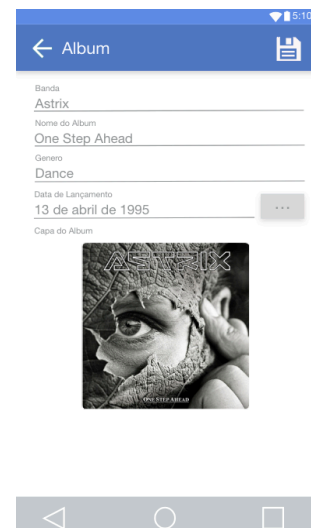 5:10
Album
Banda
Astrix
Nome do Album
One Step Ahead
Genero
Dance
Data de Lançamento
13 de abril de 1995
...
Capa do Album
ASTRIX
ONE STEP AHEAD